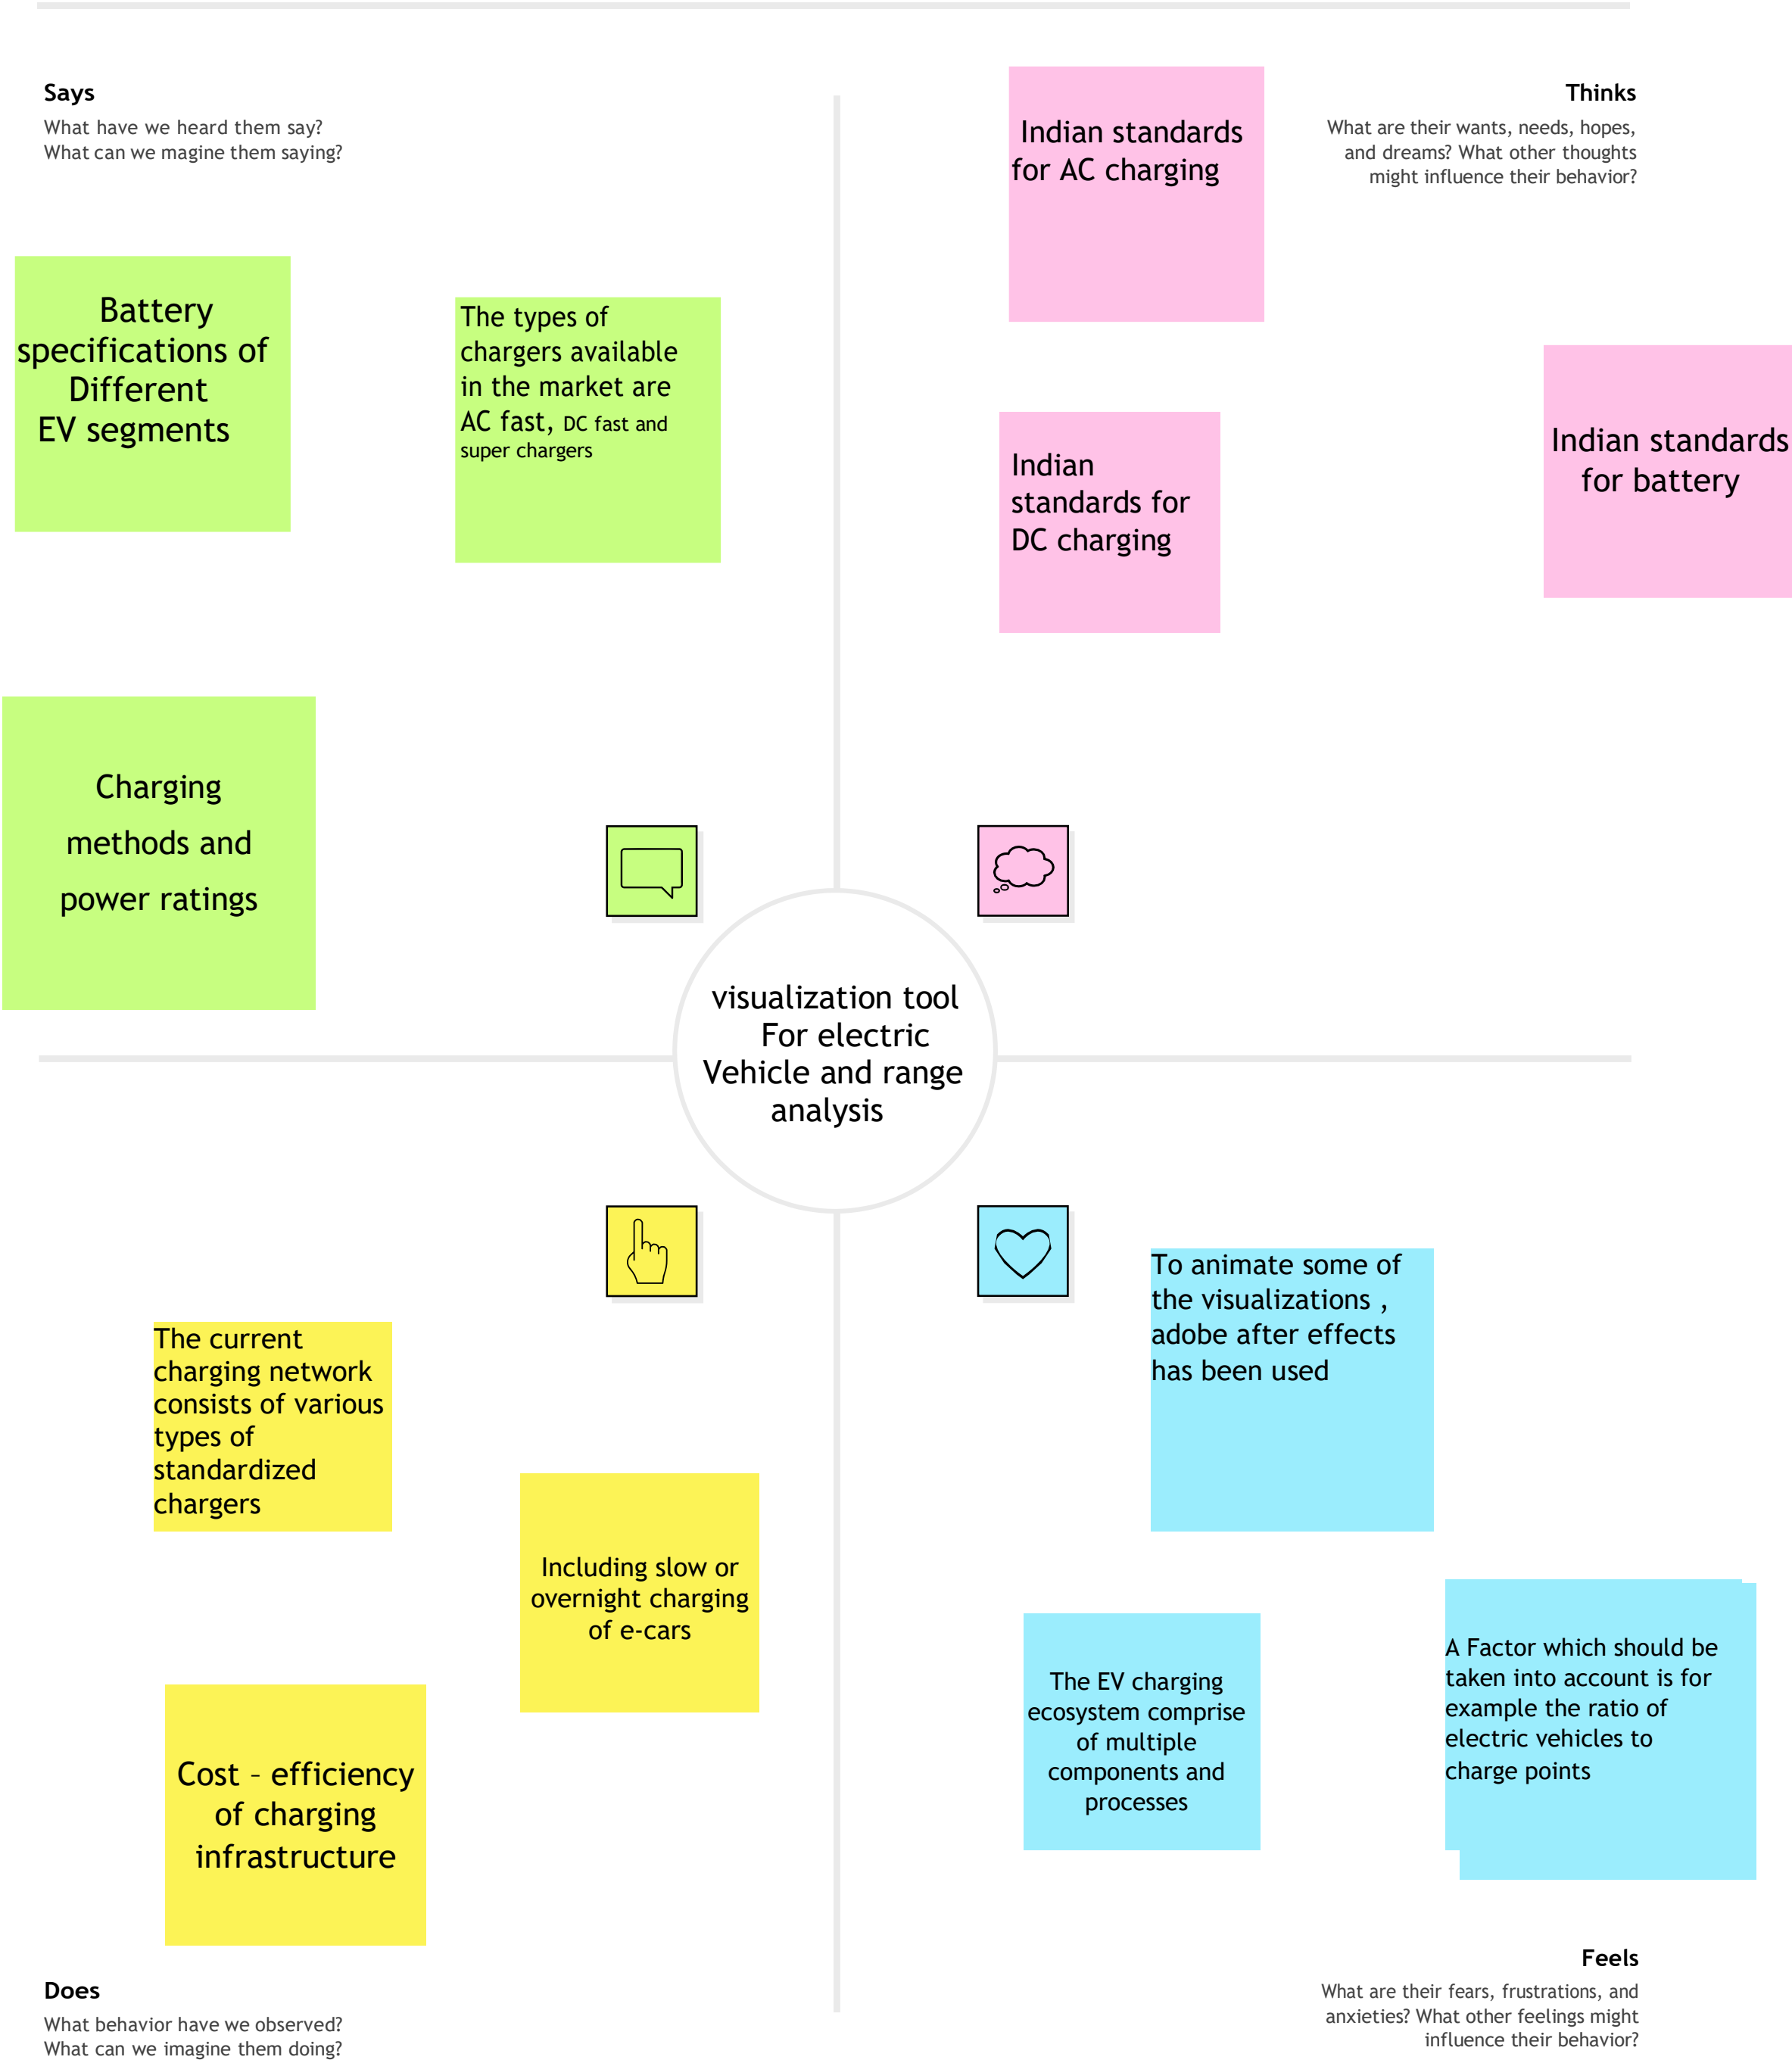 Says
What have we heard them say?
What can we magine them saying?
Thinks
What are their wants, needs, hopes,
and dreams? What other thoughts
might influence their behavior?
Battery
specifications of
Different
EV segments
The types of
chargers available
in the market are
AC fast, DC fast and
super chargers
Charging
methods and
power ratings
Indian standards
for AC charging
Indian
standards for
DC charging
Indian standards
for battery
visualization tool
For electric
Vehicle and range
analysis
The current
charging network
consists of various
types of
standardized
chargers
Including slow or
overnight charging
of e-cars
Cost – efficiency
of charging
infrastructure
To animate some of
the visualizations ,
adobe after effects
has been used
The EV charging
ecosystem comprise
of multiple
components and
processes
A Factor which should be
taken into account is for
example the ratio of
electric vehicles to
charge points
Does
What behavior have we observed?
What can we imagine them doing?
Feels
What are their fears, frustrations, and
anxieties? What other feelings might
influence their behavior?